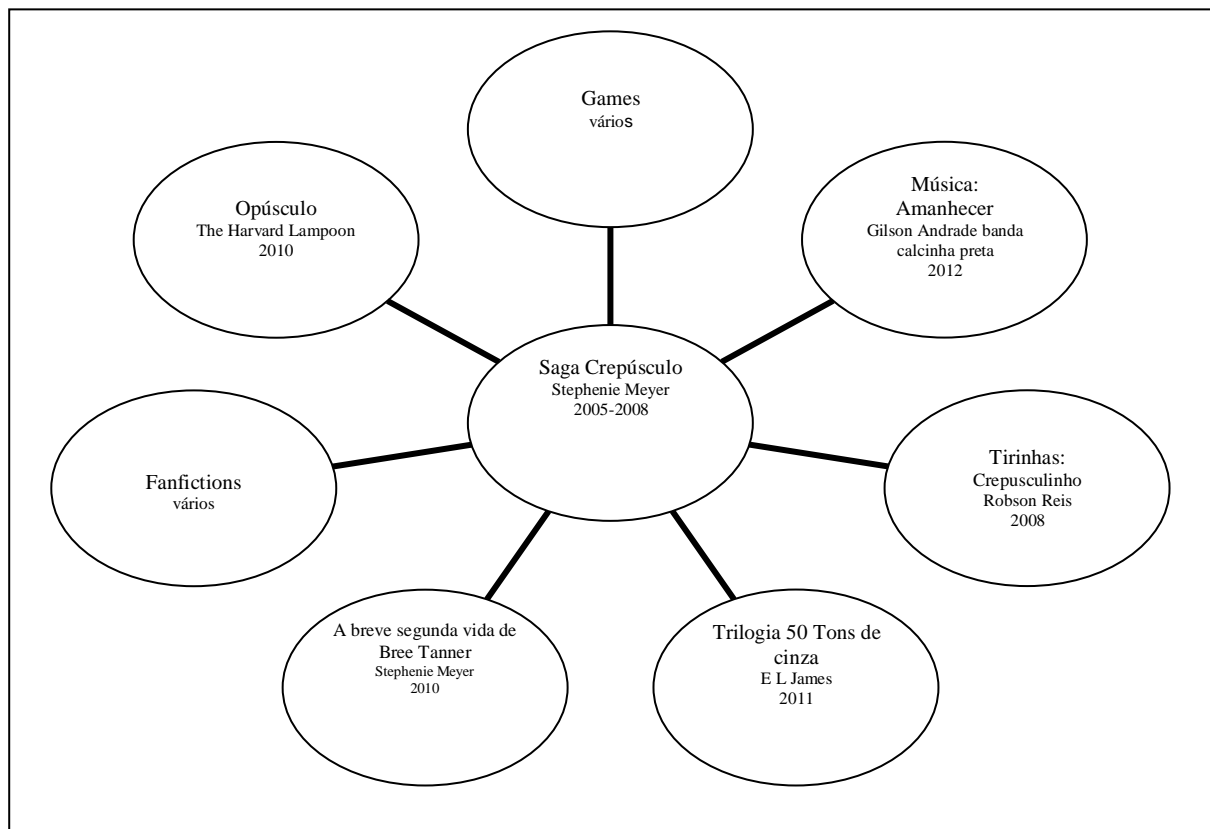 Games
vários
Opúsculo
The Harvard Lampoon
2010
Música:
Amanhecer
Gilson Andrade banda
calcinha preta
2012
Saga Crepúsculo
Stephenie Meyer
2005-2008
Fanfictions
vários
Tirinhas:
Crepusculinho
Robson Reis
2008
A breve segunda vida de
Bree Tanner
Stephenie Meyer
2010
Trilogia 50 Tons de
cinza
E L James
2011